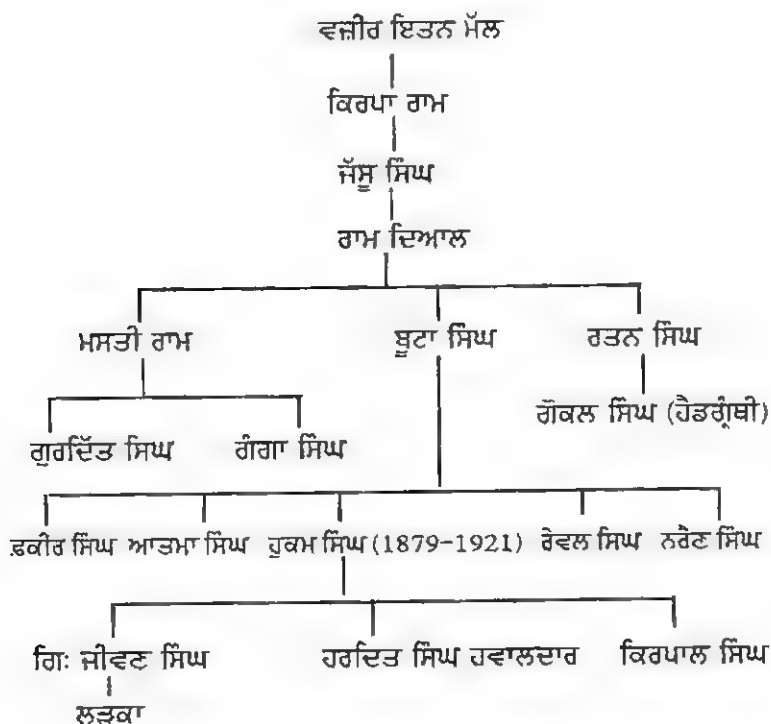 ਵਜ਼ੀਰ ਇਤਨ ਮੱਲ
ਕਿਰਪਾ ਰਾਮ
ਜੱਸੂ ਸਿੰਘ
ਰਾਮ ਦਿਆਲ
ਮਸਤੀ ਰਾਮ ਬੂਟਾ ਸਿੰਘ ਰਤਨ ਸਿੰਘ
ਗੋਕਲ ਸਿੰਘ (ਹੈਡਗ੍ਰੰਥੀ)
ਗੁਰਦਿੱਤ ਸਿੰਘ ਗੰਗਾ ਸਿੰਘ
ਫ਼ਕੀਰ ਸਿੰਘ ਆਤਮਾ ਸਿੰਘ ਹੁਕਮ ਸਿੰਘ (1879-1921) ਰੇਵਲ ਸਿੰਘ ਨਰੈਣ ਸਿੰਘ
ਗਿਃ ਜੀਵਣ ਸਿੰਘ ਹਰਦਿਤ ਸਿੰਘ ਹਵਾਲਦਾਰ ਕਿਰਪਾਲ ਸਿੰਘ
ਲੜਕਾ